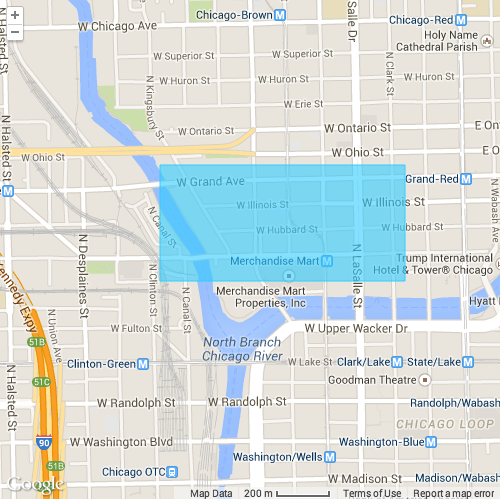 Chicago-Brown M
Chicago-Red M
W Chicago Ave
Salle Dr
Holy Name
Cathedral Parish
W Superior St
W Superior St
W Huron St
W Huron St
N Halsted St
N Kingsbury St
N Clark St
W Erie St
W Ontario St
W Ontario St
E On
W Ohio St
W Ohio St
W Grand Ave
Grand-Red M
M
W Illinois St
W Illinois St
N Wabash Ave
N Canal St
W Hubbard St
W Hubbard St
N Desplaines St
N Clinton St
Merchandise Mart M
Trump International
Hotel & Tower® Chicago
N LaSalle St
Merchandise Mart
Properties, Inc
Hyatt
Kennedy Expy
N Union Ave
N Canal St
W Fulton St
W Upper Wacker Dr
North Branch
Chicago River
51B
Clinton-Green M
W Lake St
Clark/Lake M
State/Lake M
51C
Goodman Theatre
N Halsted St
W Randolph St
W Randolph St
Randolph/Wabas
CHICAGO LOOP
90
W Washington Blvd
Washington-Blue M
51B
Chicago OTC
Washington/Wells M
Madison/Wabash
W Madison St
Google
Map Data
200 m
Terms of Use
Report a map error